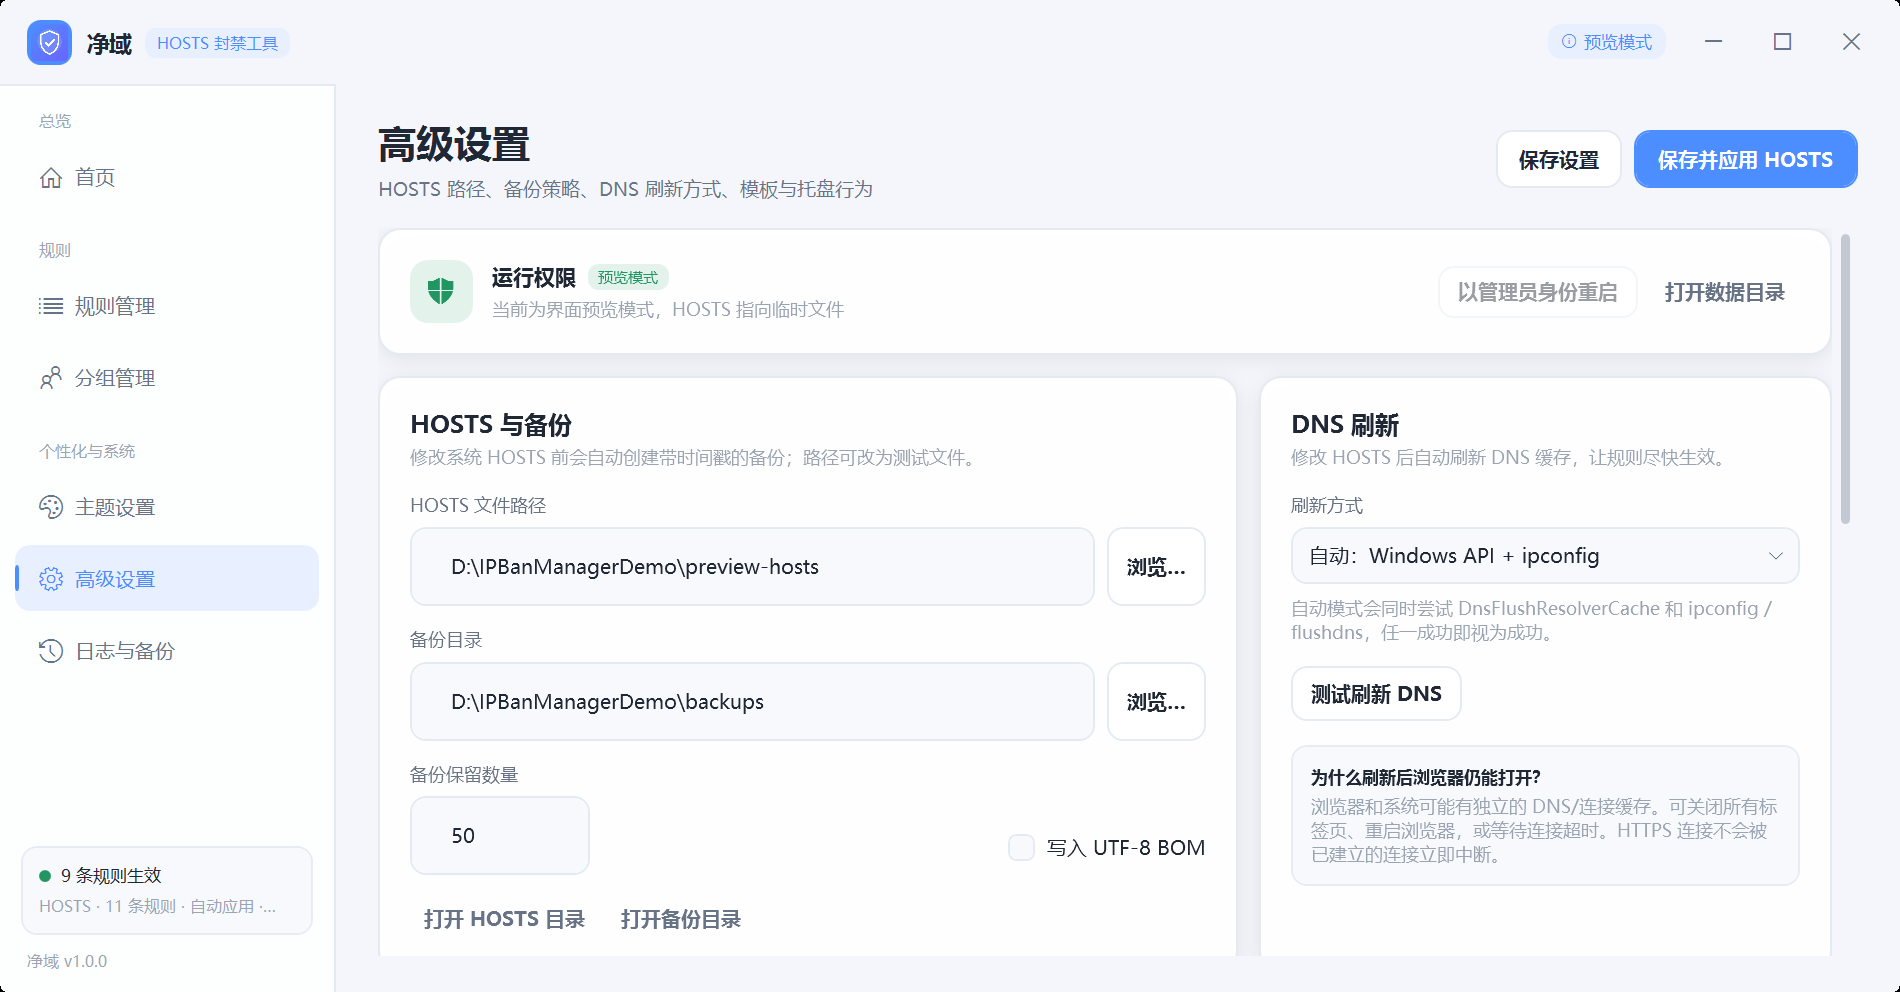 净域
HOSTS 封禁工具
预览模式
总览
首页
规则
规则管理
分组管理
个性化与系统
主题设置
高级设置
日志与备份
9 条规则生效
HOSTS · 11 条规则 · 自动应用 ·...
净域 v1.0.0
高级设置
HOSTS 路径、备份策略、DNS 刷新方式、模板与托盘行为
保存设置
保存并应用 HOSTS
运行权限
预览模式
当前为界面预览模式，HOSTS 指向临时文件
以管理员身份重启
打开数据目录
HOSTS 与备份
修改系统 HOSTS 前会自动创建带时间戳的备份；路径可改为测试文件。
HOSTS 文件路径
D:\IPBanManagerDemo\preview-hosts
浏览...
备份目录
D:\IPBanManagerDemo\backups
浏览...
备份保留数量
50
写入 UTF-8 BOM
打开 HOSTS 目录
打开备份目录
DNS 刷新
修改 HOSTS 后自动刷新 DNS 缓存，让规则尽快生效。
刷新方式
自动：Windows API + ipconfig
自动模式会同时尝试 DnsFlushResolverCache 和 ipconfig /
flushdns，任一成功即视为成功。
测试刷新 DNS
为什么刷新后浏览器仍能打开？
浏览器和系统可能有独立的 DNS/连接缓存。可关闭所有标
签页、重启浏览器，或等待连接超时。HTTPS 连接不会被
已建立的连接立即中断。